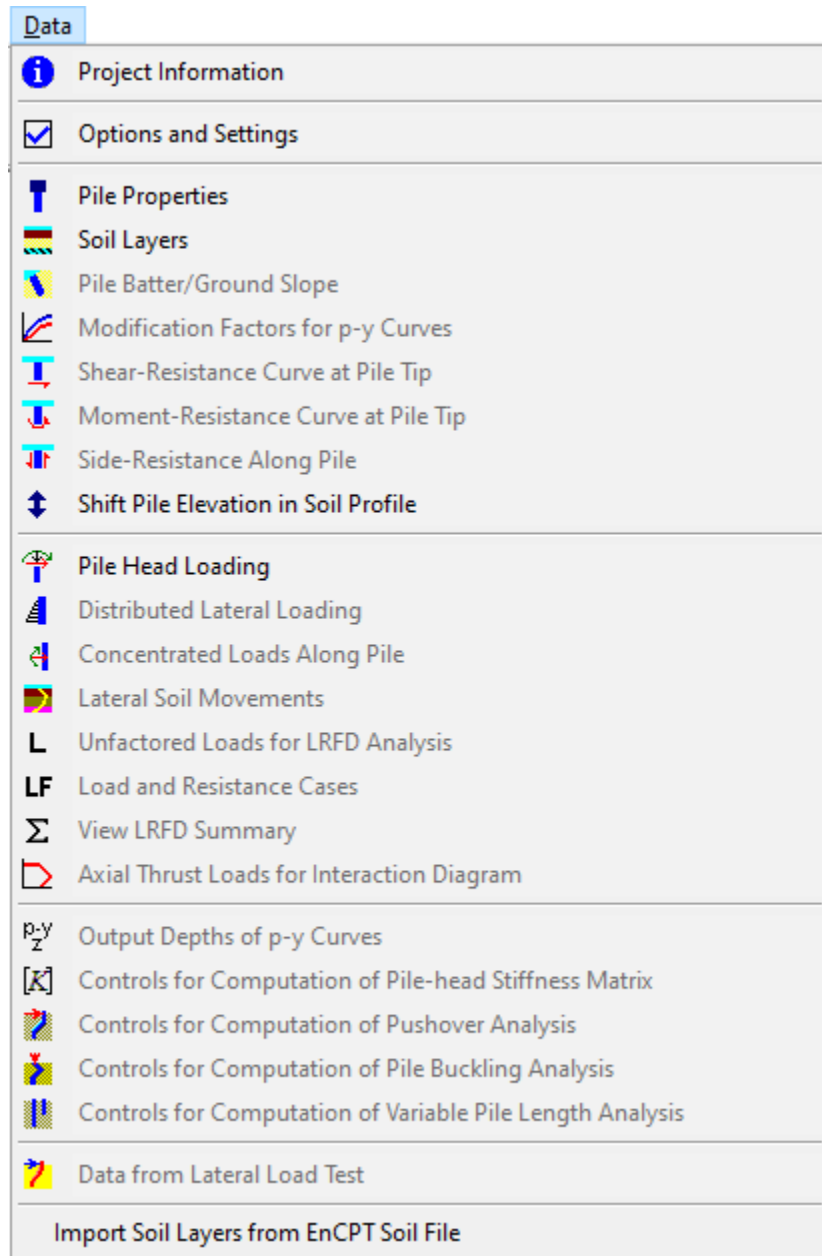 Data
Project Information
Options and Settings
Pile Properties
Soil Layers
Pile Batter/Ground Slope
Modification Factors for p-y Curves
Shear-Resistance Curve at Pile Tip
Moment-Resistance Curve at Pile Tip
Side-Resistance Along Pile
Shift Pile Elevation in Soil Profile
Pile Head Loading
Distributed Lateral Loading
Concentrated Loads Along Pile
Lateral Soil Movements
L Unfactored Loads for LRFD Analysis
LF Load and Resistance Cases
Σ View LRFD Summary
Axial Thrust Loads for Interaction Diagram
p-y z Output Depths of p-y Curves
[K] Controls for Computation of Pile-head Stiffness Matrix
Controls for Computation of Pushover Analysis
Controls for Computation of Pile Buckling Analysis
Controls for Computation of Variable Pile Length Analysis
Data from Lateral Load Test
Import Soil Layers from EnCPT Soil File